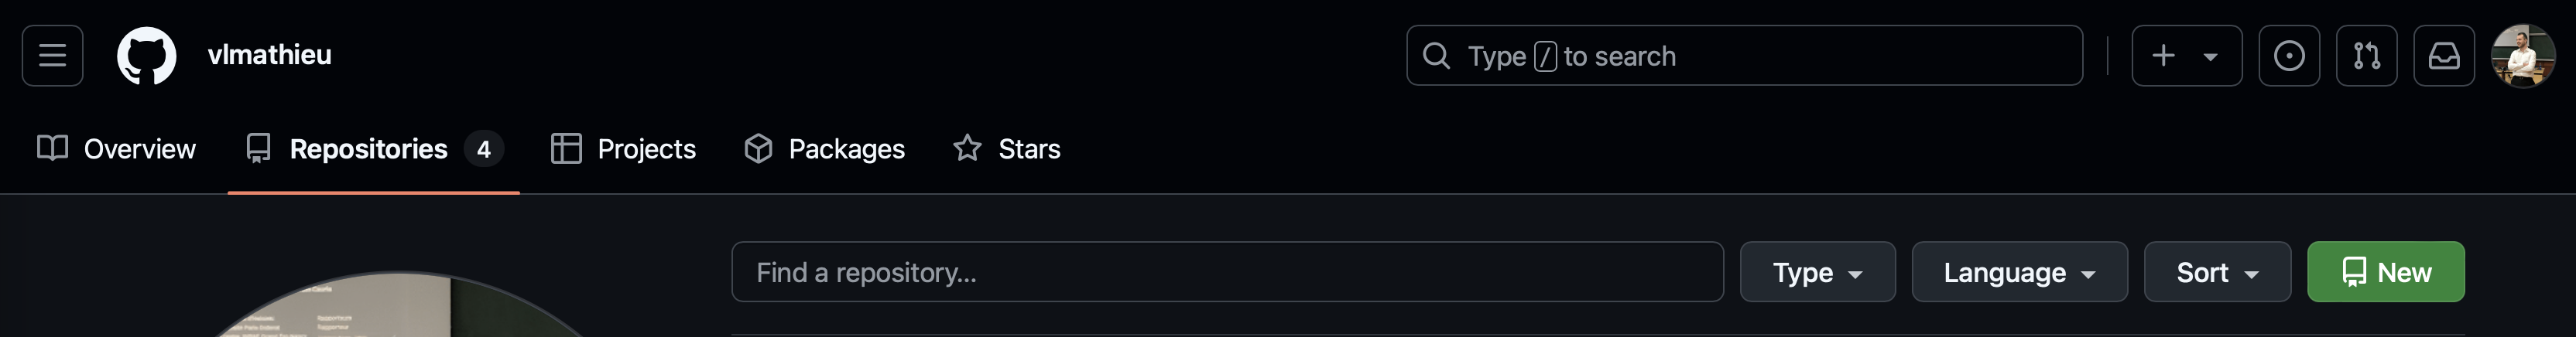 vlmathieu
Type / to search
Overview Repositories 4 Projects Packages Stars
Find a repository... Type Language Sort New